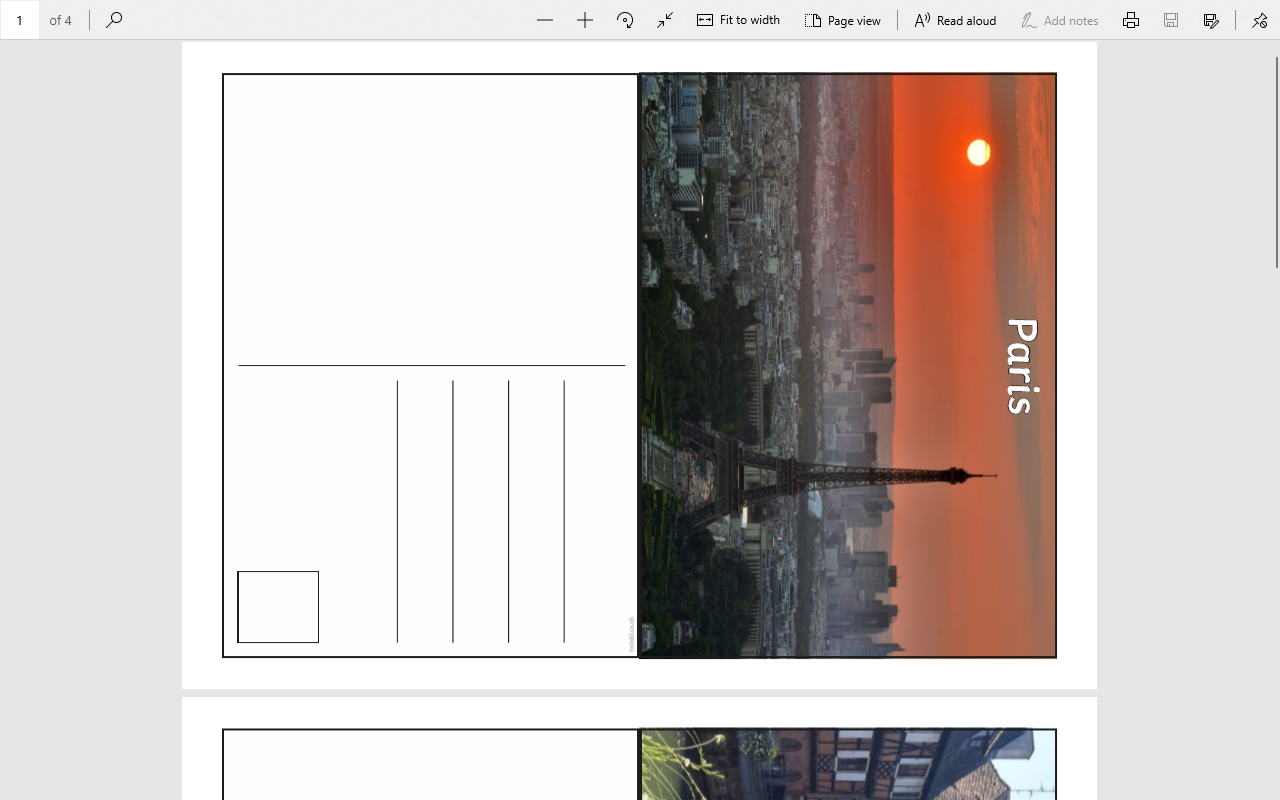 1 of 4
Fit to width
Page view
Read aloud
Add notes
Paris